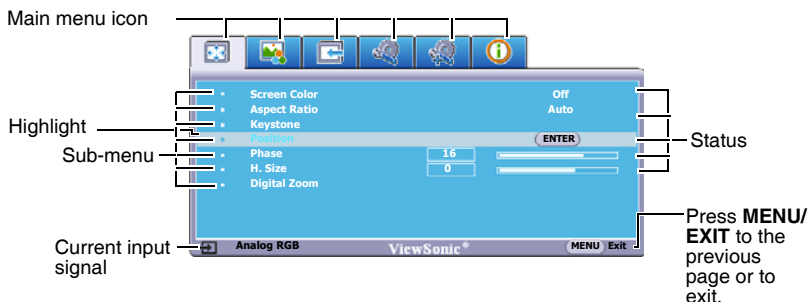 Main menu icon
Screen Color Off
Aspect Ratio Auto
Keystone
Highlight
Position ENTER
Status
Sub-menu
Phase 16
H. Size 0
Digital Zoom
Current input
signal
Analog RGB ViewSonic® MENU Exit
Press MENU/
EXIT to the
previous
page or to
exit.